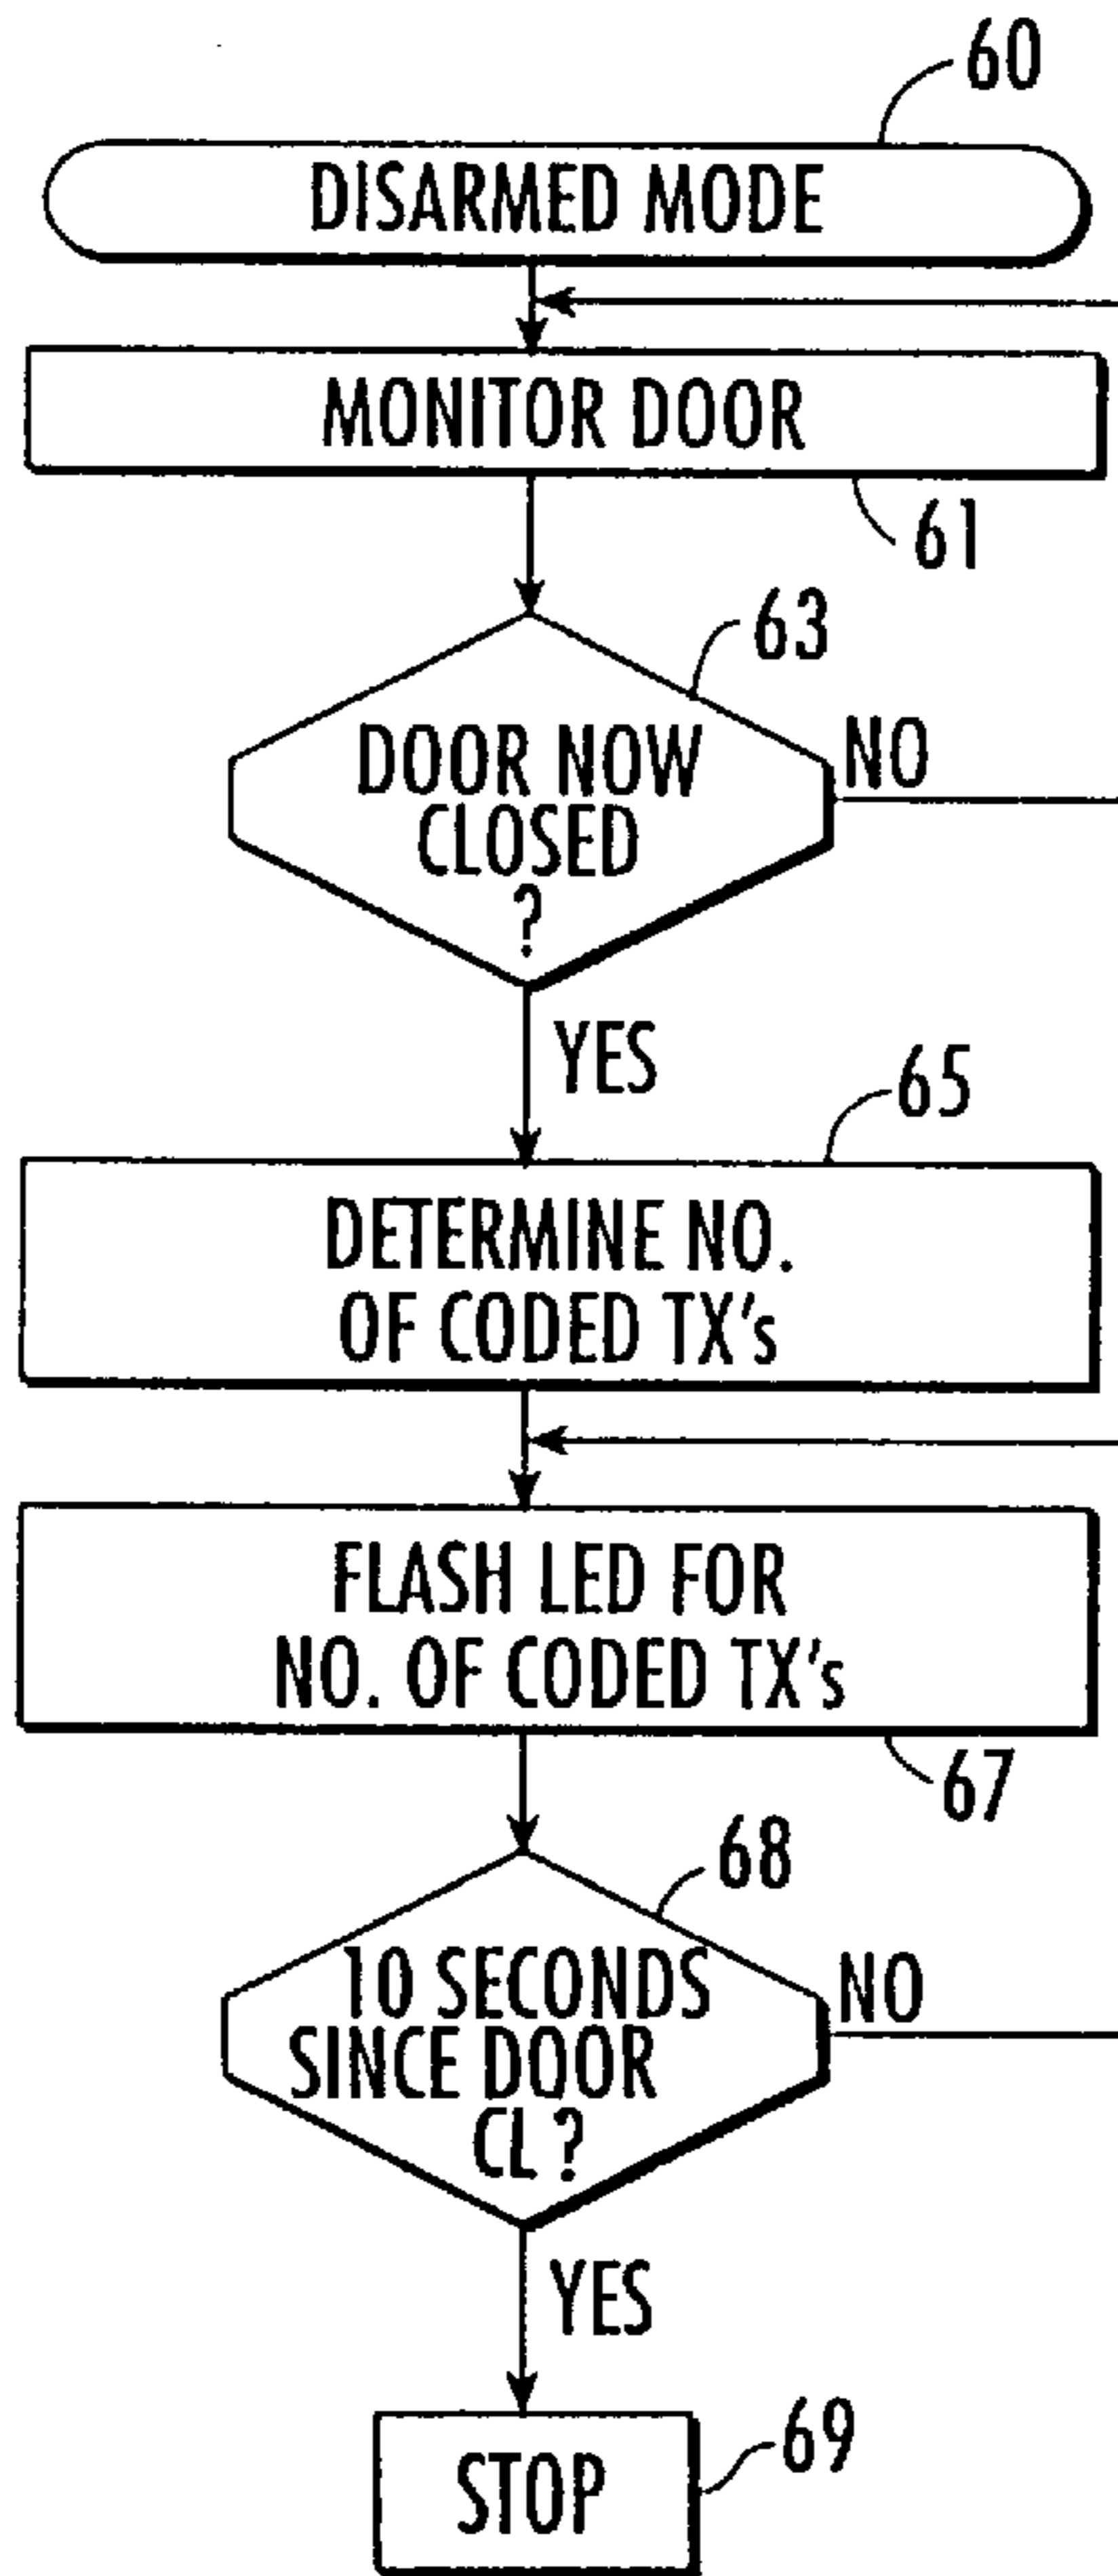 60
DISARMED MODE
MONITOR DOOR
61
63
DOOR NOW
CLOSED
?
NO
YES
65
DETERMINE NO.
OF CODED TX's
FLASH LED FOR
NO. OF CODED TX's
67
68
10 SECONDS
SINCE DOOR
CL?
NO
YES
STOP
69